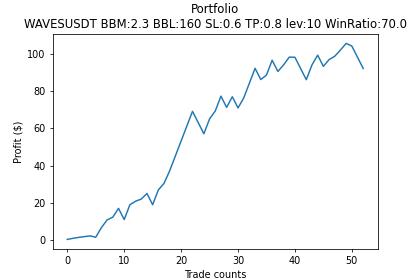 Portfolio
WAVESUSDT BBM:2.3 BBL:160 SL:0.6 TP:0.8 lev:10 WinRatio:70.0
100
80
60
40
20
0
Profit ($)
0 10 20 30 40 50
Trade counts